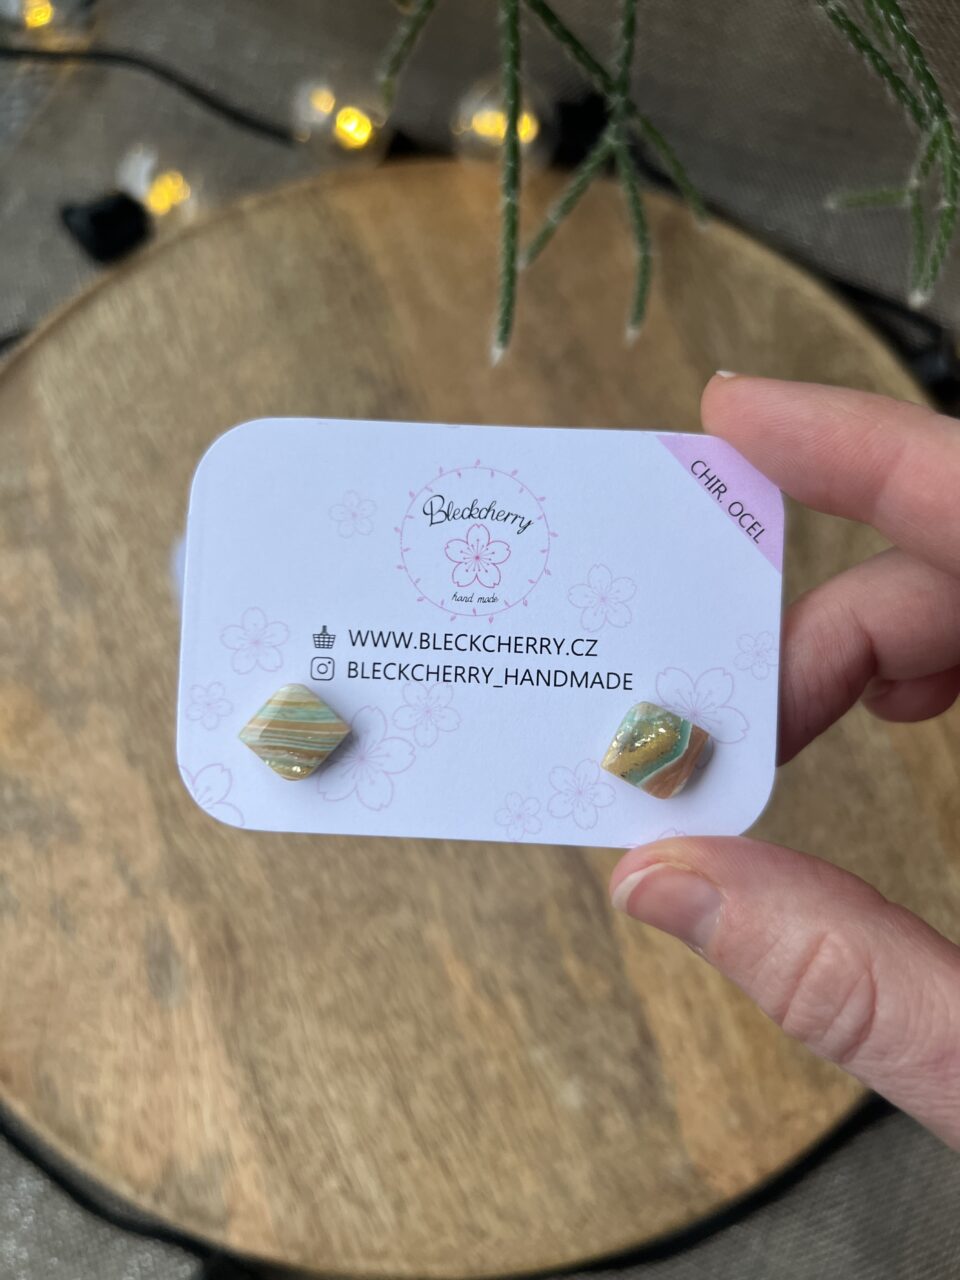 Bleckcherry
hand made
CHIR. OCEL
WWW.BLECKCHERRY.CZ
BLECKCHERRY_HANDMADE